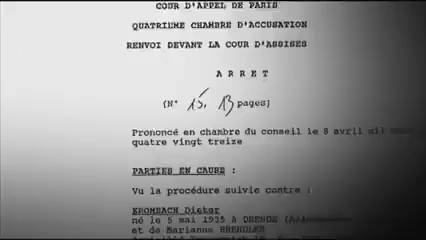 COUR D'APPEL DE PARIS
QUATRIEME CHAMBRE D'ACCUSATION
RENVOI DEVANT LA COUR D'ASSISES
A R R E T
(N° 15, 13 pages)
Prononcé en chambre du conseil le 8 avril mil
quatre vingt treize
PARTIES EN CAUSE :
Vu la procédure suivie contre :
KROMBACH Dieter
né le 5 mai 1935 à DRESDE
et de Marianna